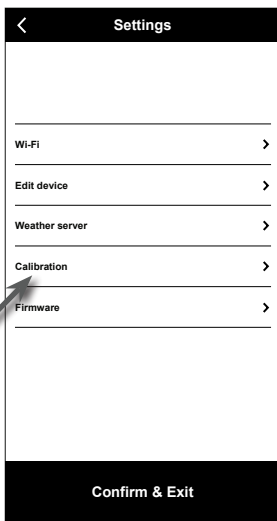 Settings
Wi-Fi
Edit device
Weather server
Calibration
Firmware
Confirm & Exit